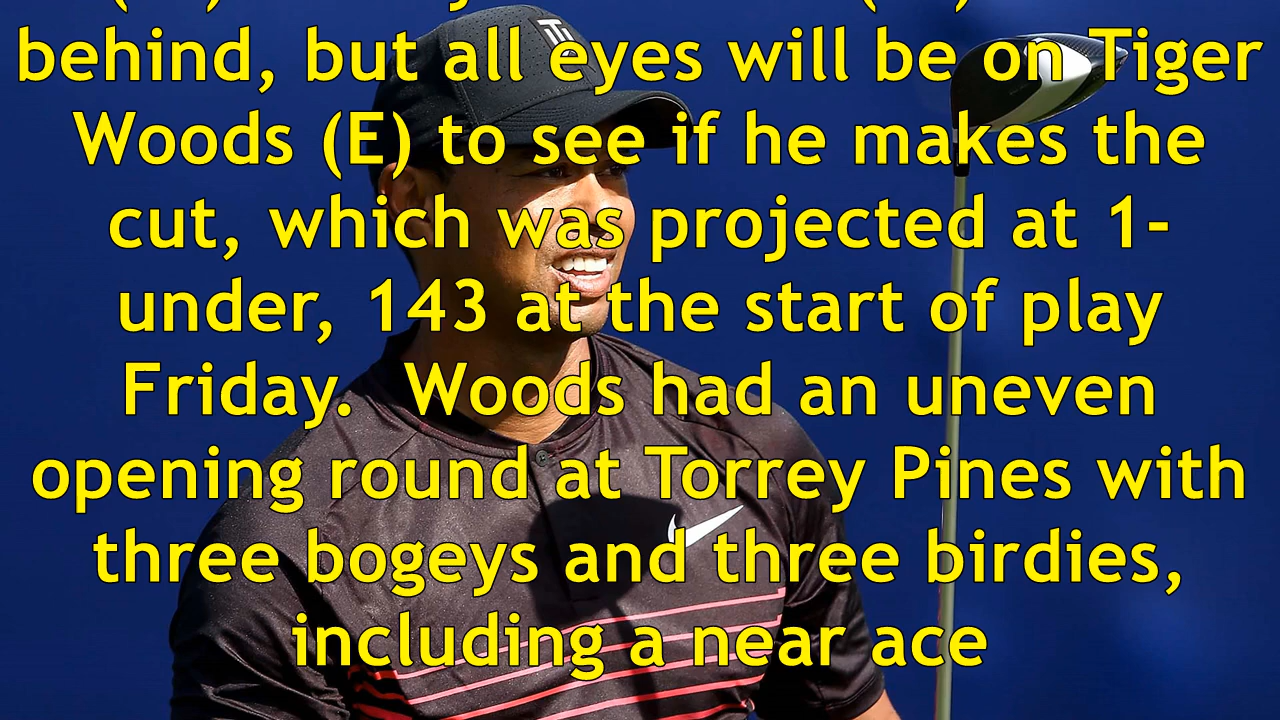 behind, but all eyes will be on Tiger
Woods (E) to see if he makes the
cut, which was projected at 1-
under, 143 at the start of play
Friday.  Woods had an uneven
opening round at Torrey Pines with
three bogeys and three birdies,
including a near ace